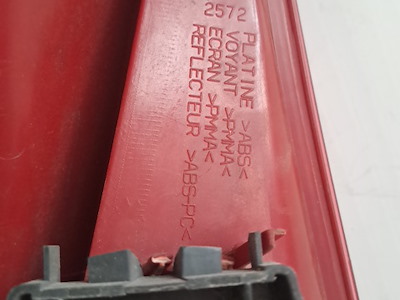 2572
PLATINE >ABS<
VOYANT >PMMA<
ECRAN >PMMA<
REFLECTEUR >ABS-PC<